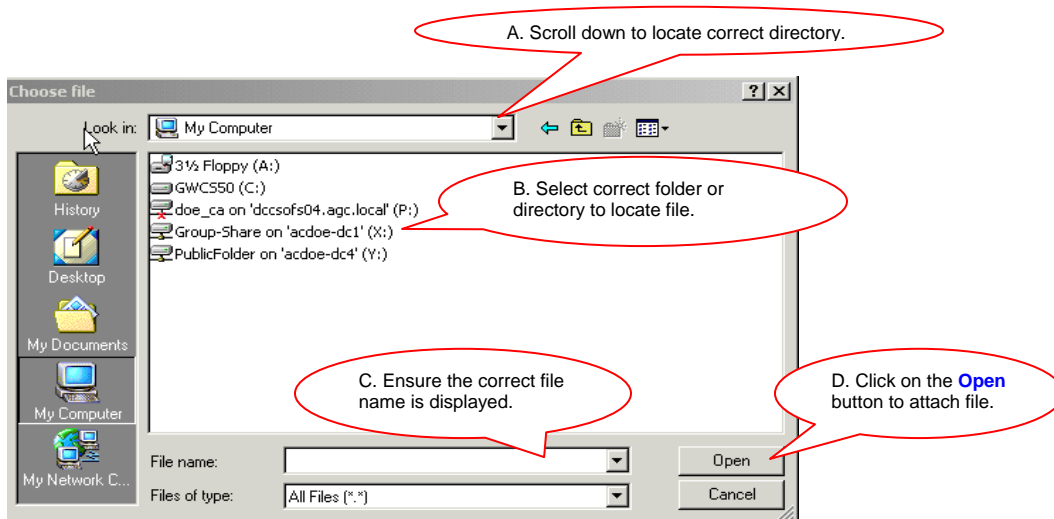 A. Scroll down to locate correct directory.
Choose file
Look in:
My Computer
3½ Floppy (A:)
GWCS50 (C:)
doe_ca on 'dccsofs04.agc.local' (P:)
Group-Share on 'acdoe-dc1' (X:)
PublicFolder on 'acdoe-dc4' (Y:)
B. Select correct folder or
directory to locate file.
History
Desktop
My Documents
My Computer
My Network C...
C. Ensure the correct file
name is displayed.
D. Click on the Open
button to attach file.
File name:
Open
Files of type:
All Files (*.*)
Cancel